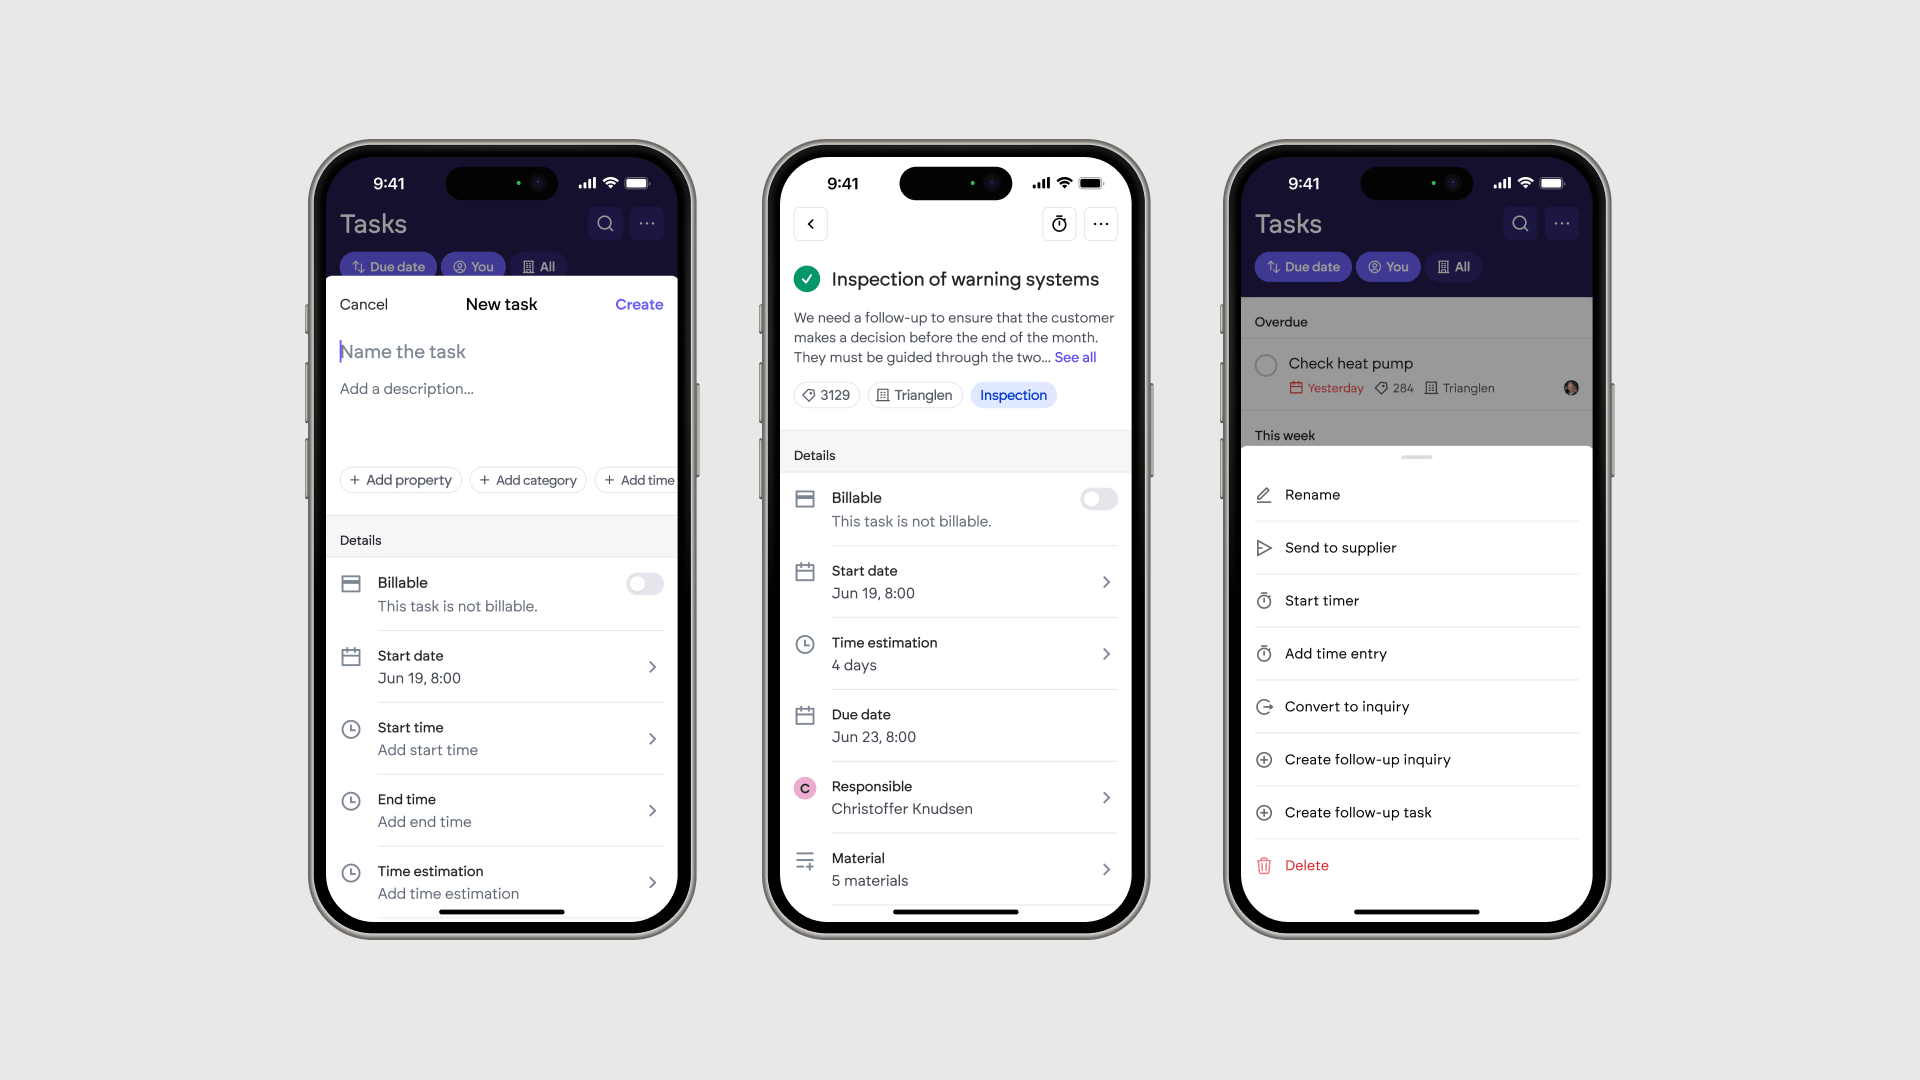 9:41
Tasks
Due date
You
All
Cancel
New task
Create
Name the task
Add a description...
Add property
Add category
Add time
Details
Billable
This task is not billable.
Start date
Jun 19, 8:00
Start time
Add start time
End time
Add end time
Time estimation
Add time estimation
9:41
Inspection of warning systems
We need a follow-up to ensure that the customer
makes a decision before the end of the month.
They must be guided through the two... See all
3129
Trianglen
Inspection
Details
Billable
This task is not billable.
Start date
Jun 19, 8:00
Time estimation
4 days
Due date
Jun 23, 8:00
C
Responsible
Christoffer Knudsen
Material
5 materials
9:41
Tasks
Due date
You
All
Overdue
Check heat pump
Yesterday
284
Trianglen
This week
Rename
Send to supplier
Start timer
Add time entry
Convert to inquiry
Create follow-up inquiry
Create follow-up task
Delete